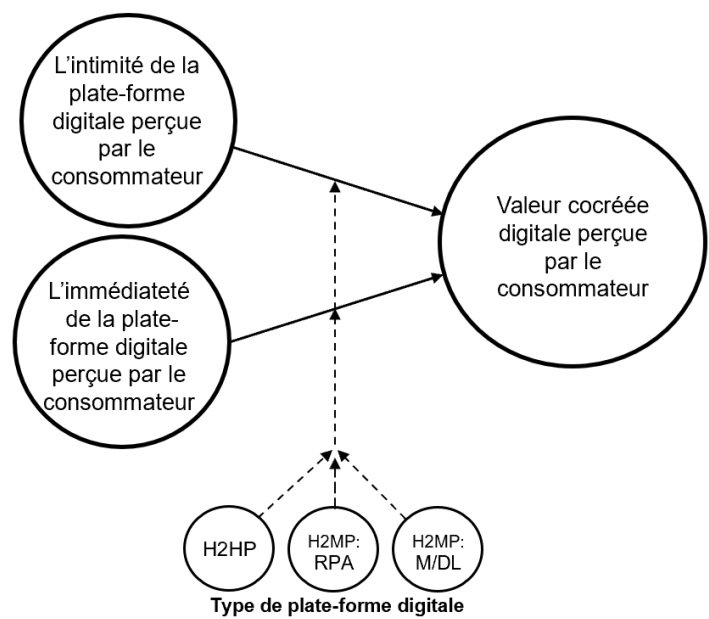 L'intimité de la
plate-forme
digitale perçue
par le
consommateur
Valeur cocréée
digitale perçue
par le
consommateur
L'immédiateté
de la plate-
forme digitale
perçue par le
consommateur
H2HP
H2MP:
RPA
H2MP:
M/DL
Type de plate-forme digitale